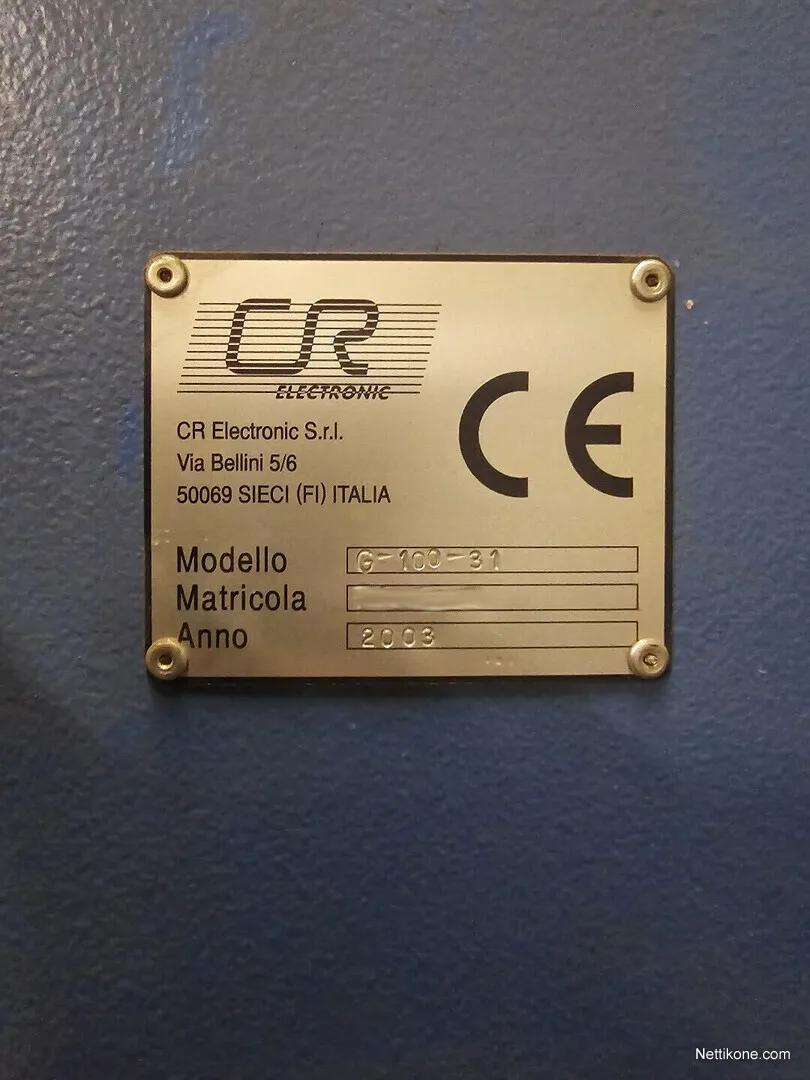 CR
ELECTRONIC
CR Electronic S.r.l.
Via Bellini 5/6
50069 SIECI (FI) ITALIA
CE
Modello G-100-31
Matricola
Anno 2003
Nettikone.com